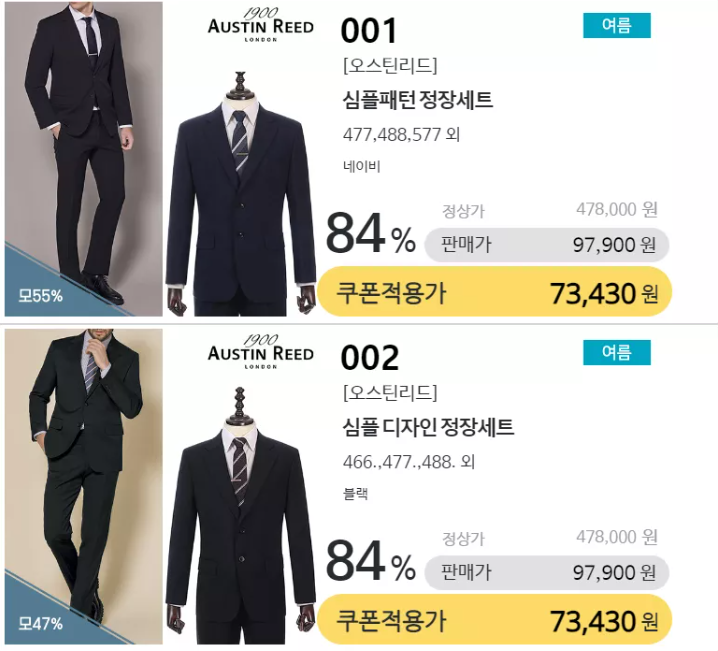 1900
AUSTIN REED
LONDON
001
여름
[오스틴리드]
심플패턴 정장세트
477,488,577 외
네이비
84%
정상가 478,000 원
판매가 97,900 원
쿠폰적용가 73,430 원
모55%
1900
AUSTIN REED
LONDON
002
여름
[오스틴리드]
심플 디자인 정장세트
466.,477.,488. 외
블랙
84%
정상가 478,000 원
판매가 97,900 원
쿠폰적용가 73,430 원
모47%